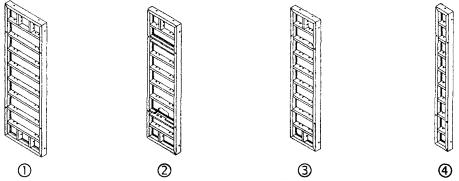 ① ② ③ ④